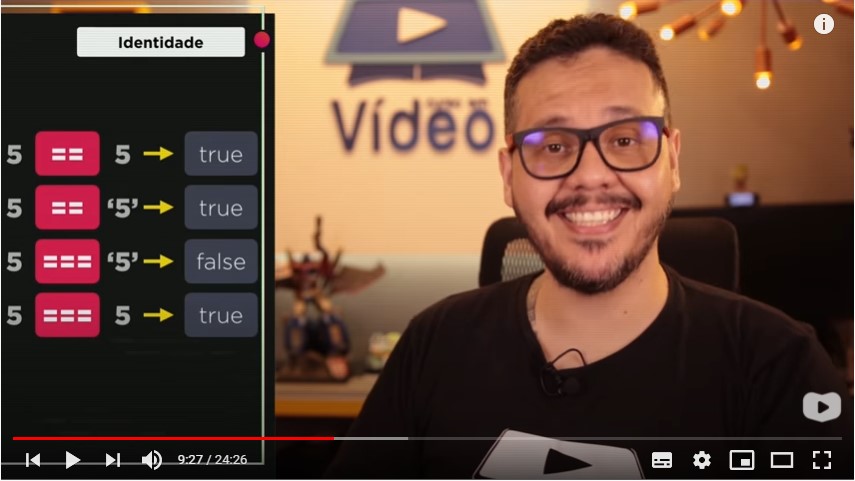 Identidade
5 == 5 → true
5 == ‘5’ → true
5 === ‘5’ → false
5 === 5 → true
Vídeo
9:27 / 24:26